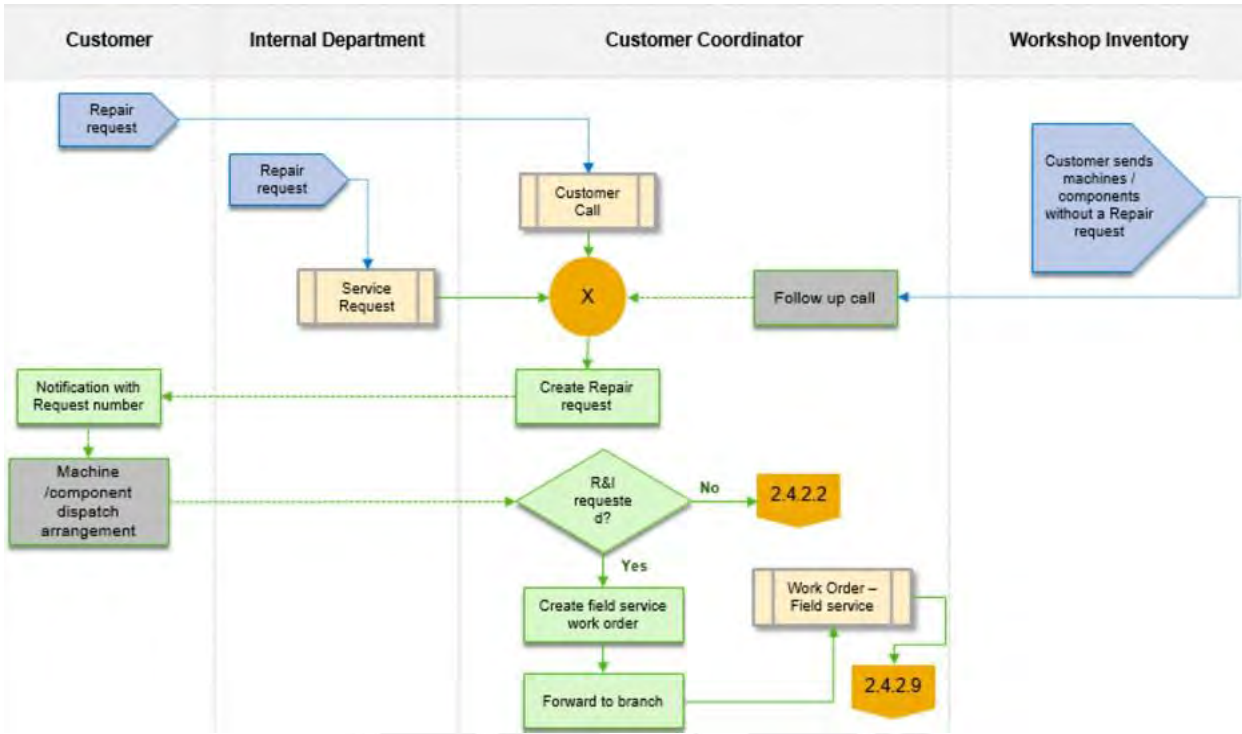 Customer
Internal Department
Customer Coordinator
Workshop Inventory
Repair
request
Repair
request
Customer
Call
Customer sends
machines /
components
without a Repair
request
Service
Request
X
Follow up call
Notification with
Request number
Create Repair
request
Machine
/component
dispatch
arrangement
R&I
requeste
d?
No
2.4.2.2
Yes
Create field service
work order
Work Order –
Field service
Forward to branch
2.4.2.9